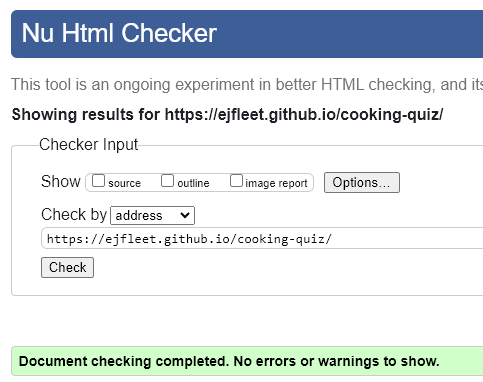 Nu Html Checker
This tool is an ongoing experiment in better HTML checking, and its
Showing results for https://ejfleet.github.io/cooking-quiz/
Checker Input
Show source outline image report Options...
Check by address
https://ejfleet.github.io/cooking-quiz/
Check
Document checking completed. No errors or warnings to show.